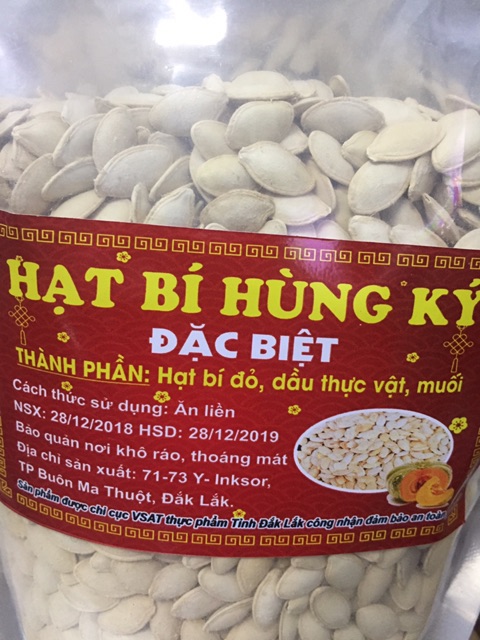 HẠT BÍ HÙNG KÝ
ĐẶC BIỆT
THÀNH PHẦN: Hạt bí đỏ, dầu thực vật, muối
Cách thức sử dụng: Ăn liền
NSX: 28/12/2018 HSD: 28/12/2019
Bảo quản nơi khô ráo, thoáng mát
Địa chỉ sản xuất: 71-73 Y- Inksor,
TP Buôn Ma Thuột, Đắk Lắk.
Sản phẩm được chi cục VSAT thực phẩm Tỉnh Đắk Lắk công nhận đảm bảo an toàn